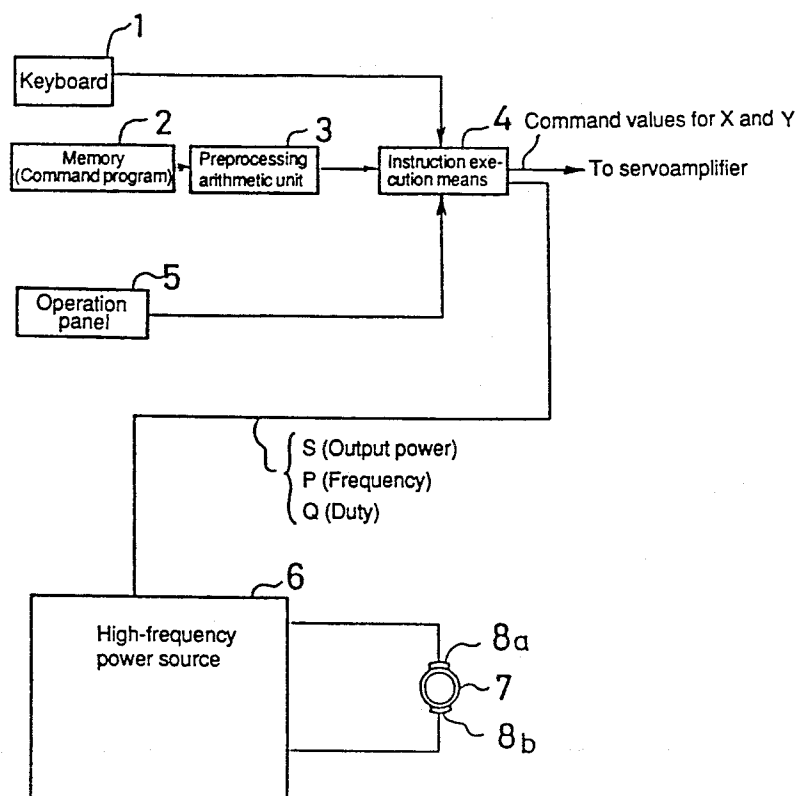 1
Keyboard
2
Memory
(Command program)
3
Preprocessing
arithmetic unit
4
Instruction exe-
cution means
Command values for X and Y
To servoamplifier
5
Operation
panel
S (Output power)
P (Frequency)
Q (Duty)
6
High-frequency
power source
8a
7
8b